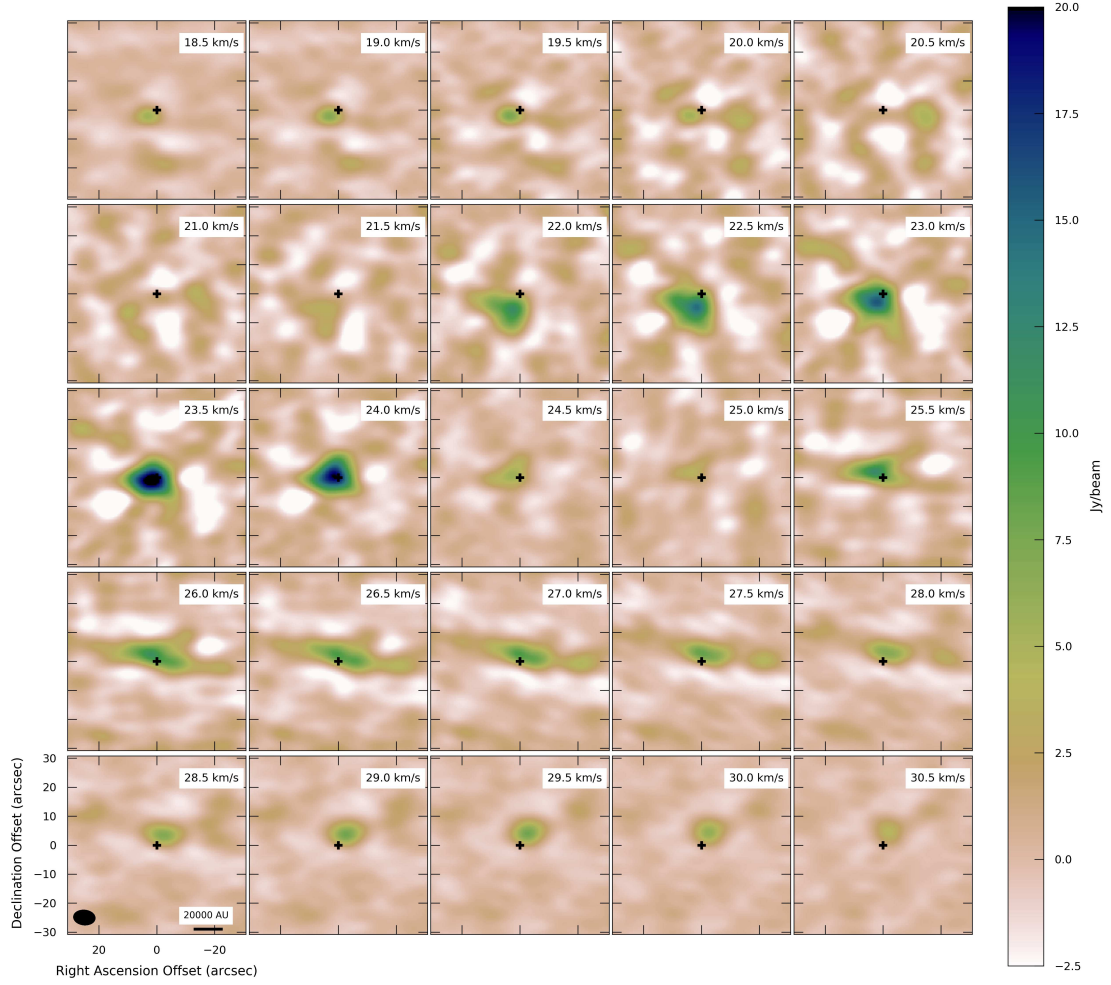 18.5 km/s 19.0 km/s 19.5 km/s 20.0 km/s 20.5 km/s
21.0 km/s 21.5 km/s 22.0 km/s 22.5 km/s 23.0 km/s
23.5 km/s 24.0 km/s 24.5 km/s 25.0 km/s 25.5 km/s
26.0 km/s 26.5 km/s 27.0 km/s 27.5 km/s 28.0 km/s
28.5 km/s 29.0 km/s 29.5 km/s 30.0 km/s 30.5 km/s
20000 AU
30
20
10
0
−10
−20
−30
Declination Offset (arcsec)
20 0 −20
Right Ascension Offset (arcsec)
20.0
17.5
15.0
12.5
10.0
7.5
5.0
2.5
0.0
−2.5
Jy/beam